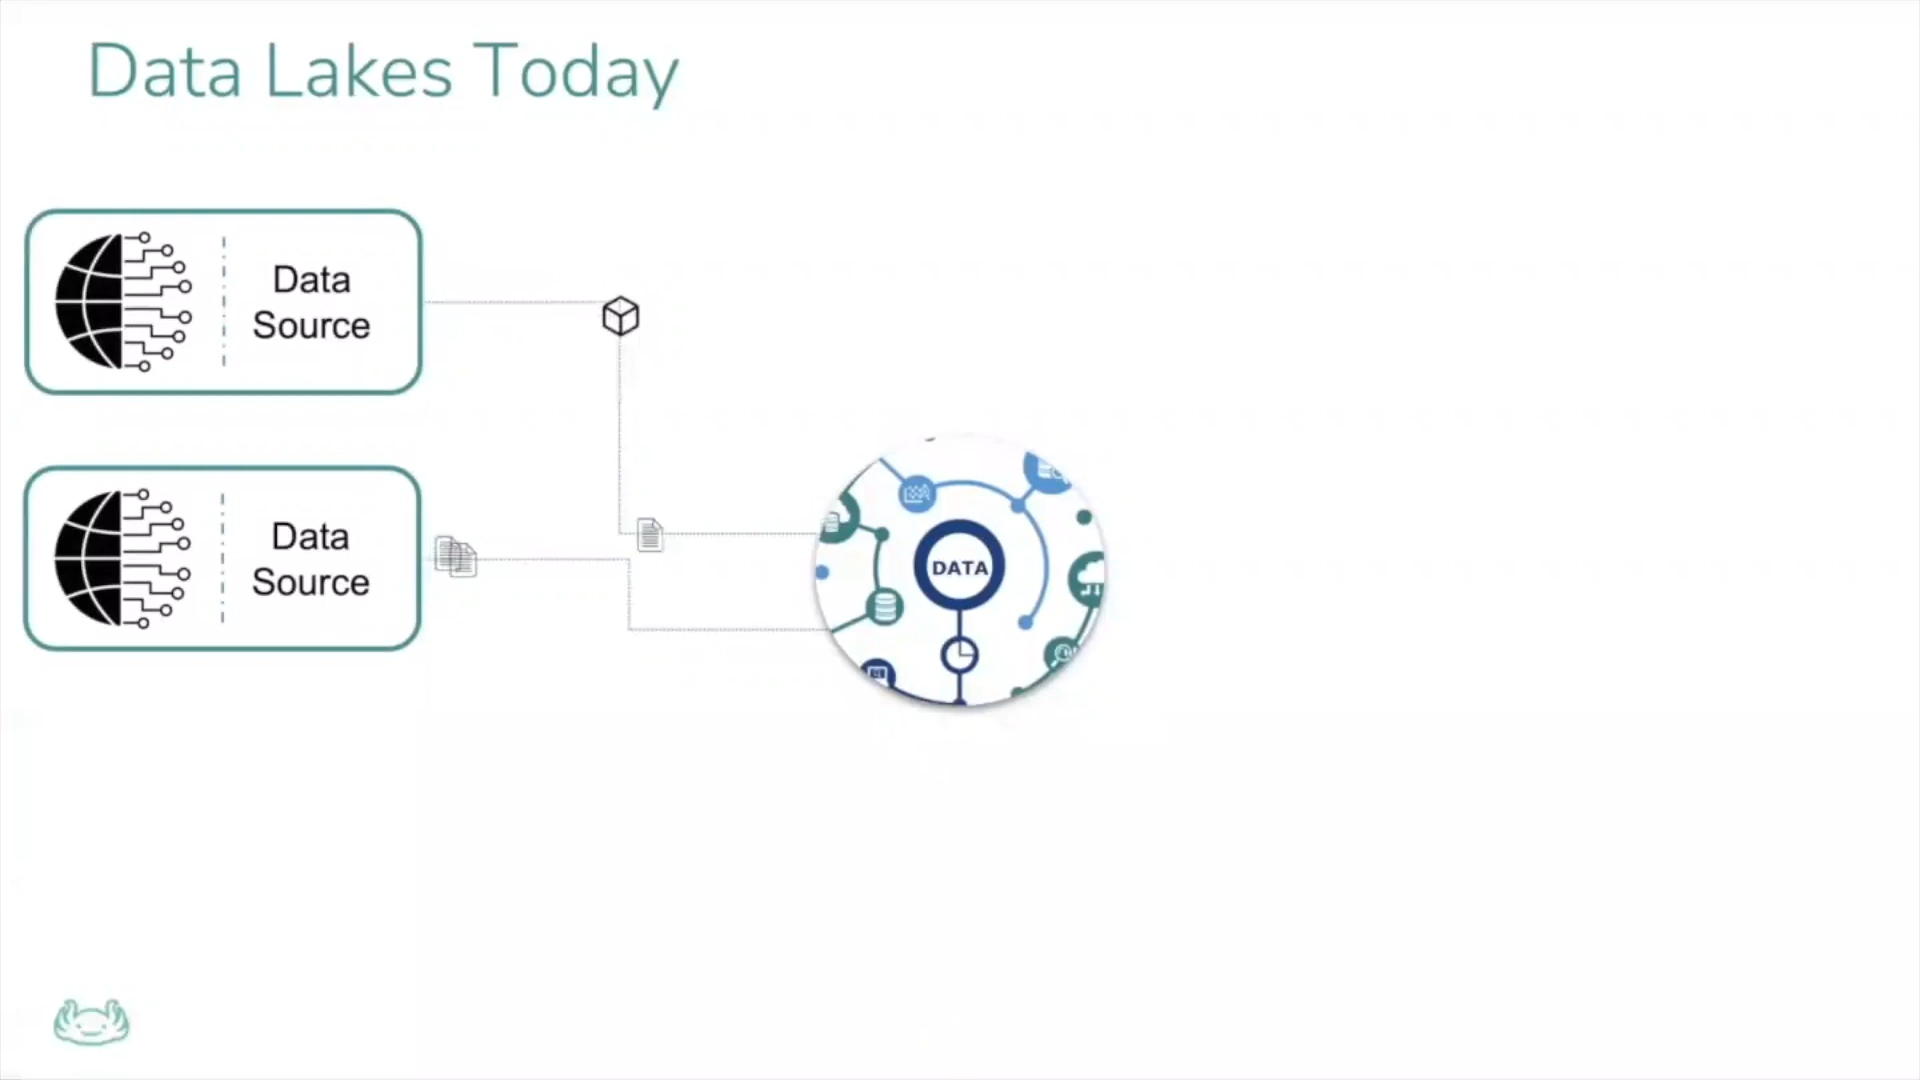 Data Lakes Today
Data
Source
Data
Source
DATA